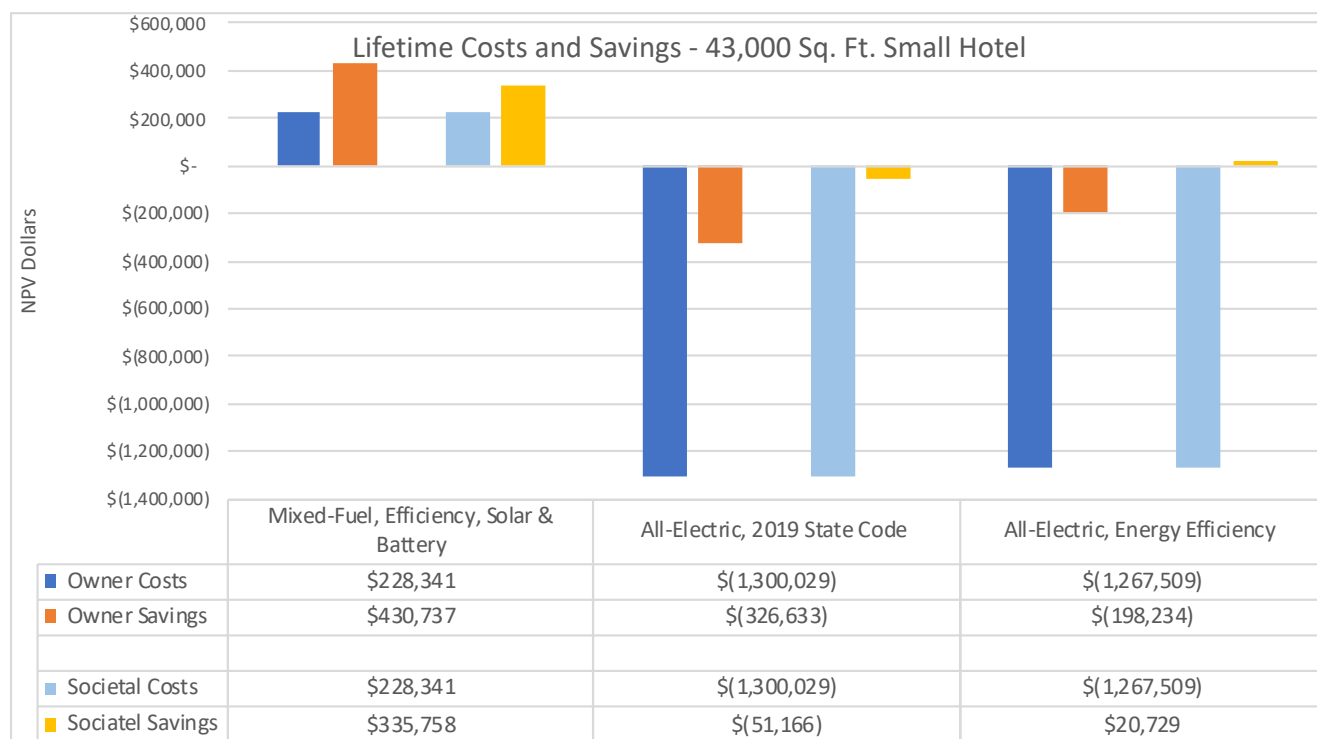 Lifetime Costs and Savings - 43,000 Sq. Ft. Small Hotel
$600,000
$400,000
$200,000
$-
$(200,000)
$(400,000)
$(600,000)
$(800,000)
$(1,000,000)
$(1,200,000)
$(1,400,000)
NPV Dollars
Mixed-Fuel, Efficiency, Solar &
Battery
All-Electric, 2019 State Code
All-Electric, Energy Efficiency
Owner Costs $228,341 $(1,300,029) $(1,267,509)
Owner Savings $430,737 $(326,633) $(198,234)
Societal Costs $228,341 $(1,300,029) $(1,267,509)
Sociatel Savings $335,758 $(51,166) $20,729